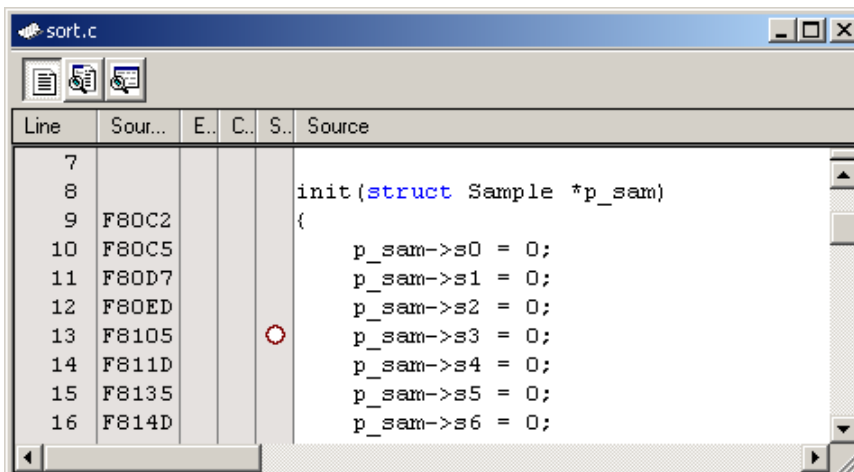 sort.c
Line Sour... E.. C.. S.. Source
7
8 init(struct Sample *p_sam)
9 F80C2 {
10 F80C5 p_sam->s0 = 0;
11 F80D7 p_sam->s1 = 0;
12 F80ED p_sam->s2 = 0;
13 F8105 p_sam->s3 = 0;
14 F811D p_sam->s4 = 0;
15 F8135 p_sam->s5 = 0;
16 F814D p_sam->s6 = 0;